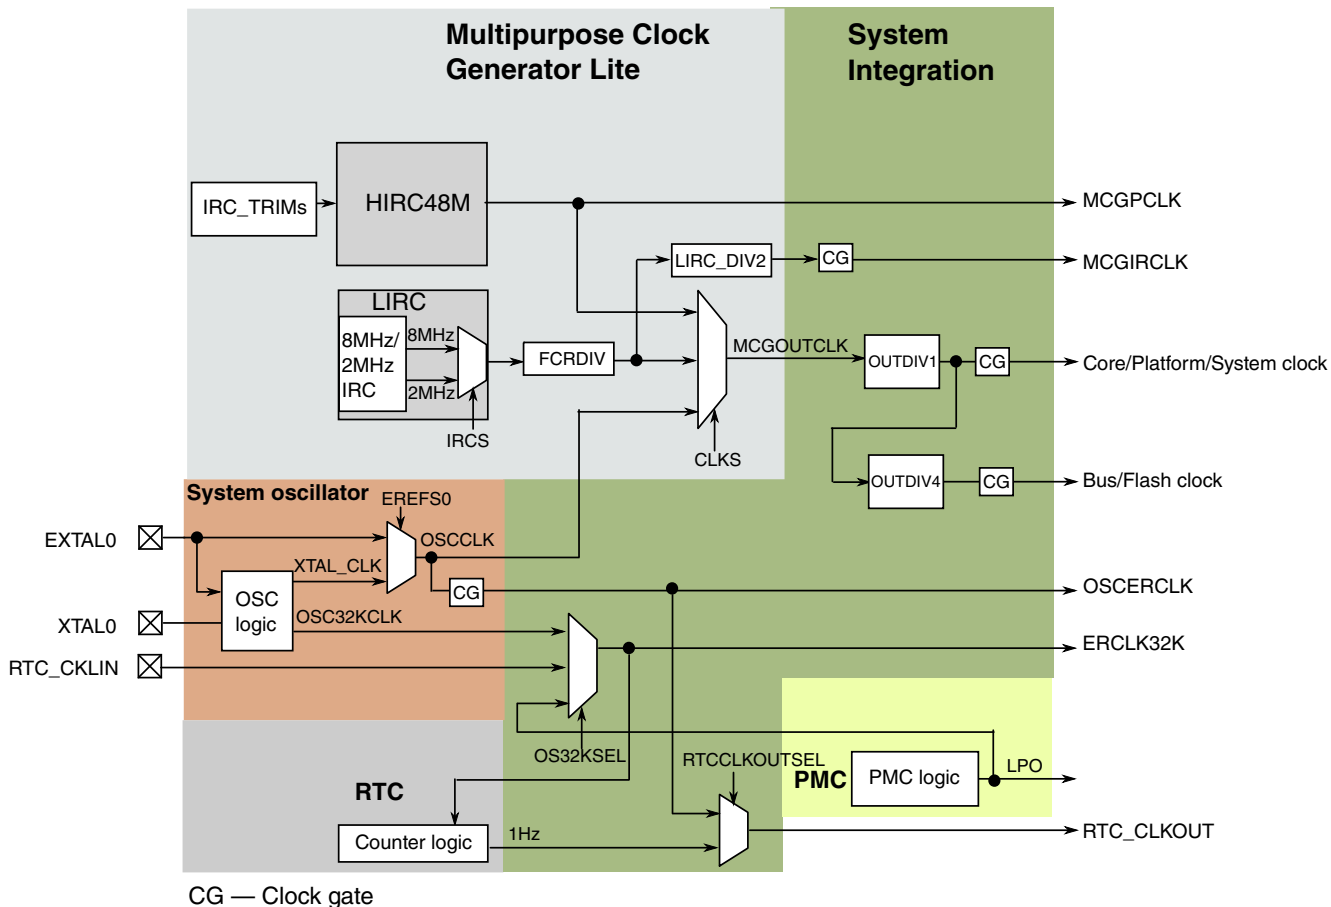 Multipurpose Clock
Generator Lite
System
Integration
IRC_TRIMs
HIRC48M
MCGPCLK
LIRC_DIV2
CG
MCGIRCLK
LIRC
8MHz/
2MHz
IRC
8MHz
2MHz
IRCS
FCRDIV
CLKS
MCGOUTCLK
OUTDIV1
CG
Core/Platform/System clock
OUTDIV4
CG
Bus/Flash clock
System oscillator
EREFS0
EXTAL0
OSCCLK
XTAL_CLK
CG
OSCERCLK
OSC
logic
OSC32KCLK
XTAL0
ERCLK32K
RTC_CKLIN
OS32KSEL
RTCCLKOUTSEL
PMC
PMC logic
LPO
RTC
Counter logic
1Hz
RTC_CLKOUT
CG — Clock gate